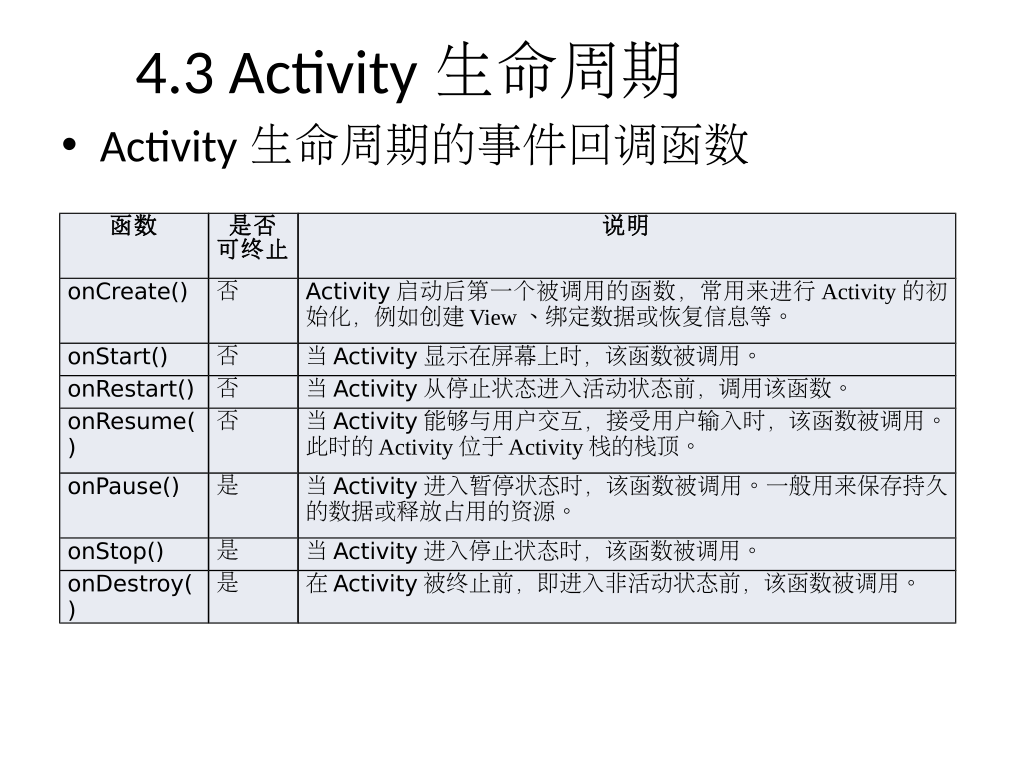 4.3 Activity 生命周期
• Activity 生命周期的事件回调函数
函数
是否
可终止
说明
onCreate()
否
Activity 启动后第一个被调用的函数，常用来进行 Activity 的初
始化，例如创建 View 、绑定数据或恢复信息等。
onStart()
否
当 Activity 显示在屏幕上时，该函数被调用。
onRestart()
否
当 Activity 从停止状态进入活动状态前，调用该函数。
onResume(
)
否
当 Activity 能够与用户交互，接受用户输入时，该函数被调用。
此时的 Activity 位于 Activity 栈的栈顶。
onPause()
是
当 Activity 进入暂停状态时，该函数被调用。一般用来保存持久
的数据或释放占用的资源。
onStop()
是
当 Activity 进入停止状态时，该函数被调用。
onDestroy(
)
是
在 Activity 被终止前，即进入非活动状态前，该函数被调用。